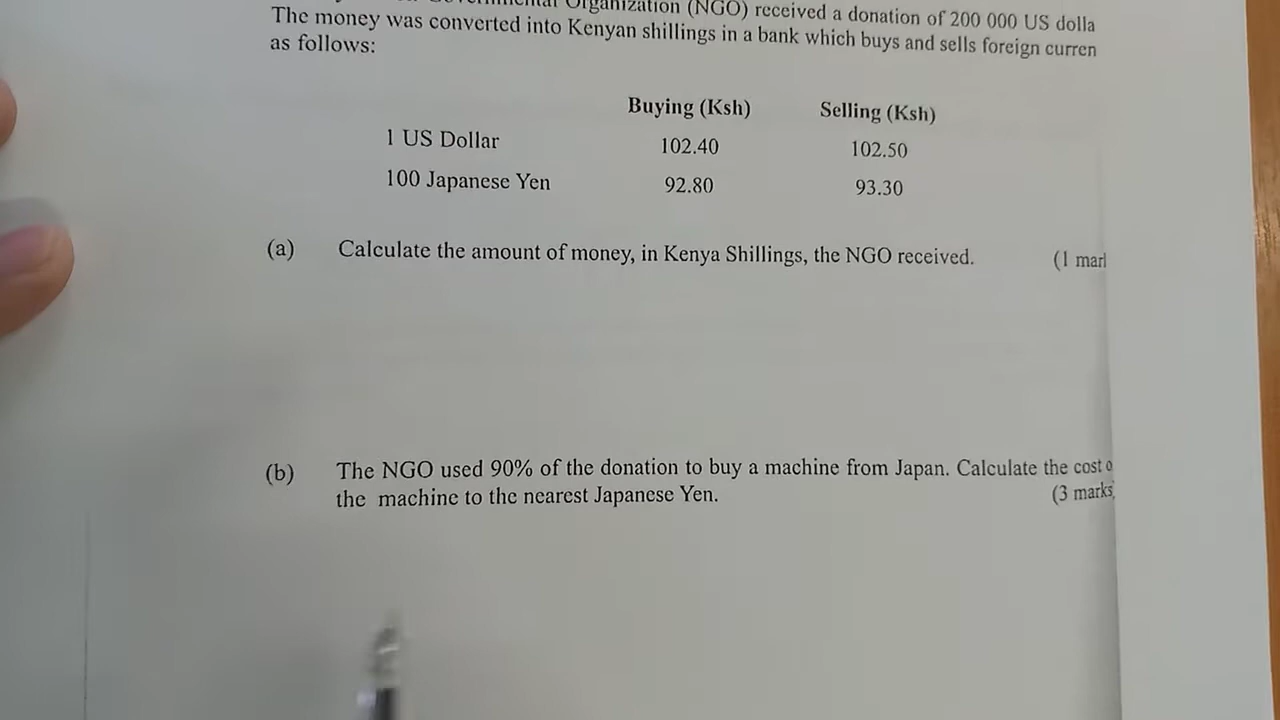 Organization (NGO) received a donation of 200 000 US dolla
The money was converted into Kenyan shillings in a bank which buys and sells foreign curren
as follows:
Buying (Ksh) Selling (Ksh)
1 US Dollar 102.40 102.50
100 Japanese Yen 92.80 93.30
(a) Calculate the amount of money, in Kenya Shillings, the NGO received. (1 mar
(b) The NGO used 90% of the donation to buy a machine from Japan. Calculate the cost o
the machine to the nearest Japanese Yen. (3 marks